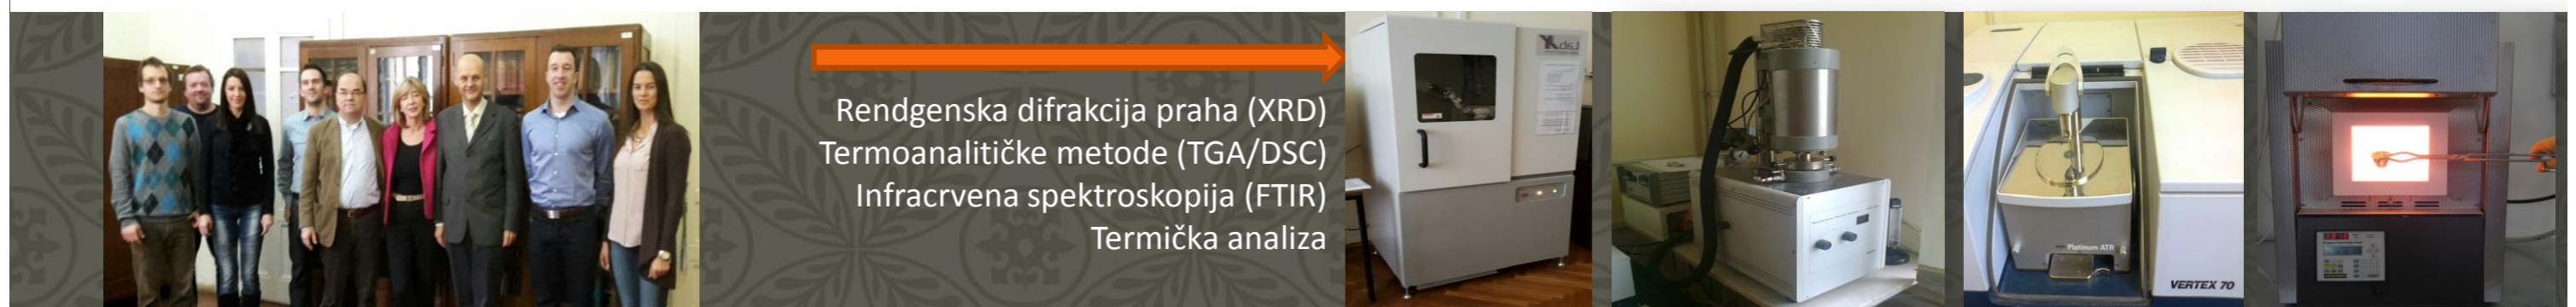 Rendgenska difrakcija praha (XRD)
Termoanalitičke metode (TGA/DSC)
Infracrvena spektroskopija (FTIR)
Termička analiza
Platinum ATR
VERTEX 70